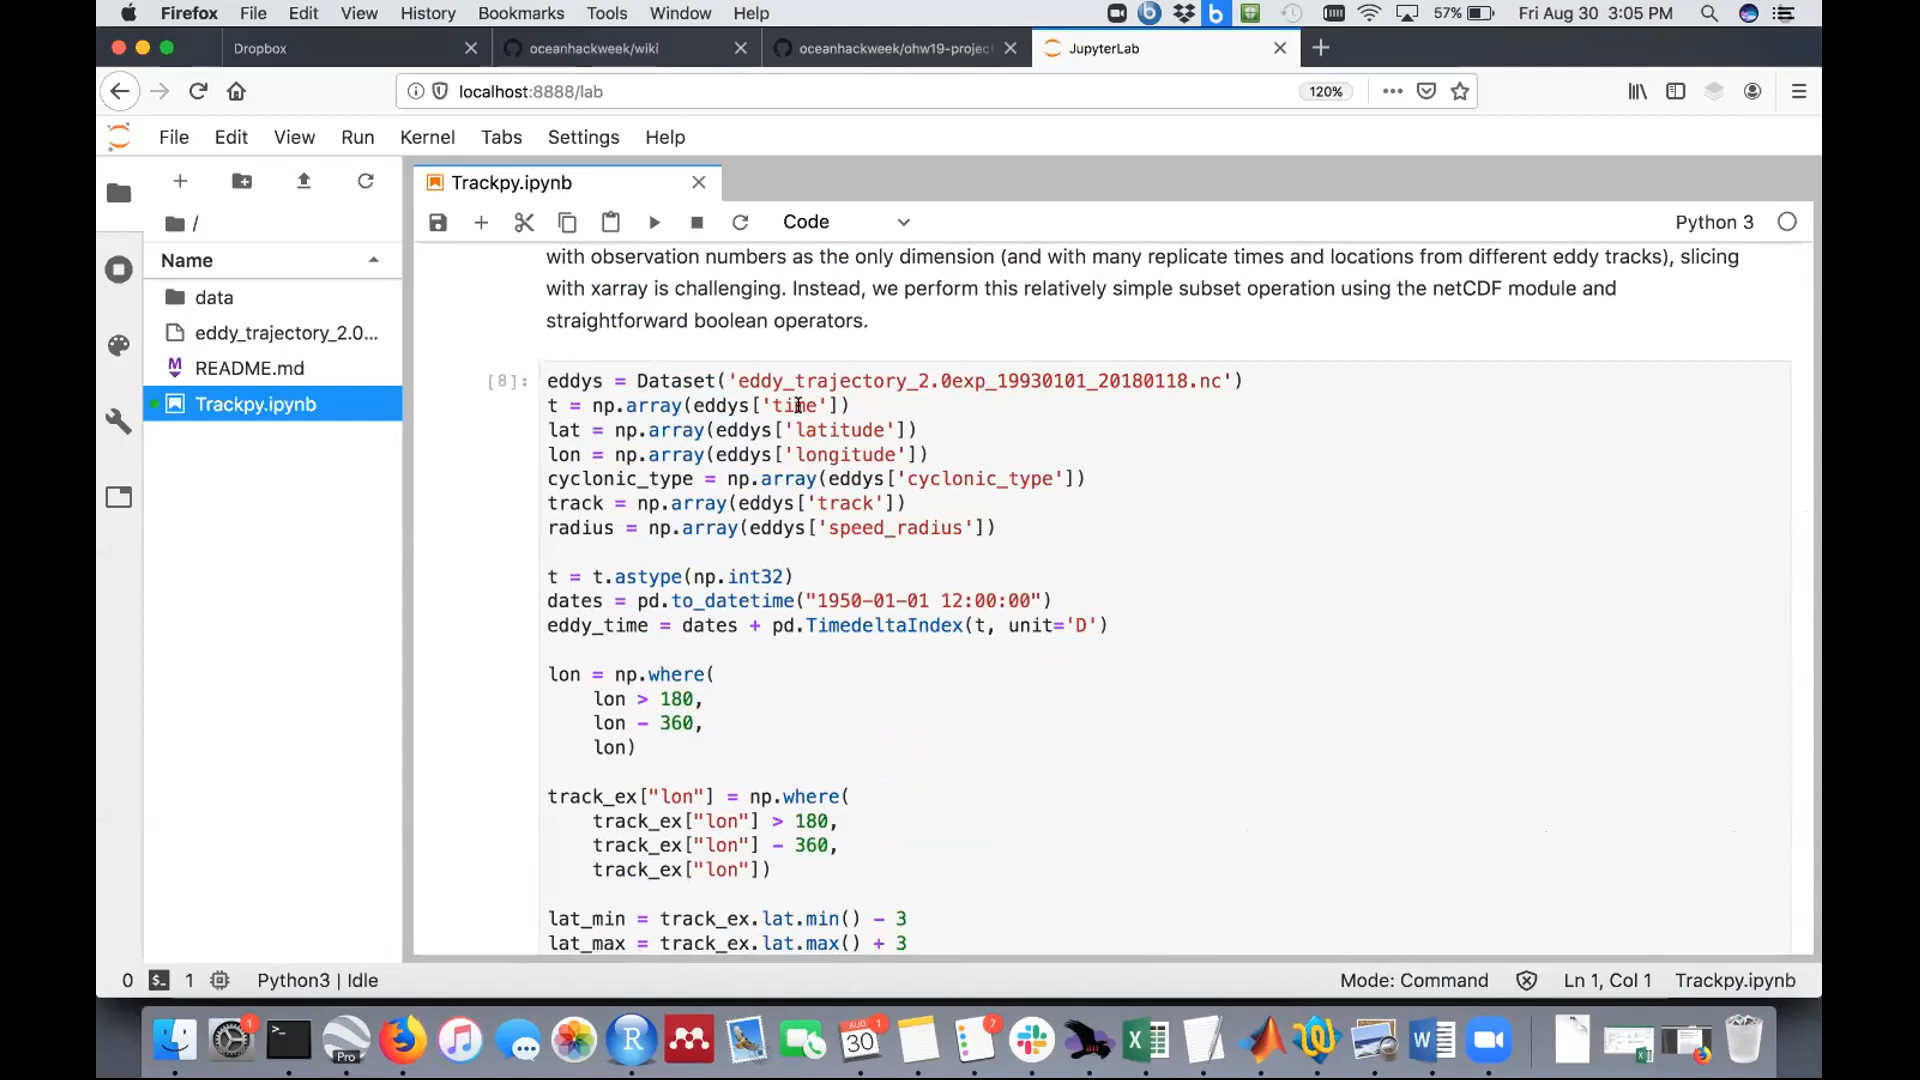 Firefox File Edit View History Bookmarks Tools Window Help 57% Fri Aug 30 3:05 PM
Dropbox oceanhackweek/wiki oceanhackweek/ohw19-projec JupyterLab
localhost:8888/lab 120%
File Edit View Run Kernel Tabs Settings Help
Trackpy.ipynb
Code Python 3
/
Name
data
eddy_trajectory_2.0...
README.md
Trackpy.ipynb
with observation numbers as the only dimension (and with many replicate times and locations from different eddy tracks), slicing
with xarray is challenging. Instead, we perform this relatively simple subset operation using the netCDF module and
straightforward boolean operators.
[8]: eddys = Dataset('eddy_trajectory_2.0exp_19930101_20180118.nc')
t = np.array(eddys['time'])
lat = np.array(eddys['latitude'])
lon = np.array(eddys['longitude'])
cyclonic_type = np.array(eddys['cyclonic_type'])
track = np.array(eddys['track'])
radius = np.array(eddys['speed_radius'])
t = t.astype(np.int32)
dates = pd.to_datetime("1950-01-01 12:00:00")
eddy_time = dates + pd.TimedeltaIndex(t, unit='D')
lon = np.where(
lon > 180,
lon - 360,
lon)
track_ex["lon"] = np.where(
track_ex["lon"] > 180,
track_ex["lon"] - 360,
track_ex["lon"])
lat_min = track_ex.lat.min() - 3
lat_max = track_ex.lat.max() + 3
0 1 Python3 | Idle Mode: Command Ln 1, Col 1 Trackpy.ipynb
1 Pro R AUG 30 1 7 X W